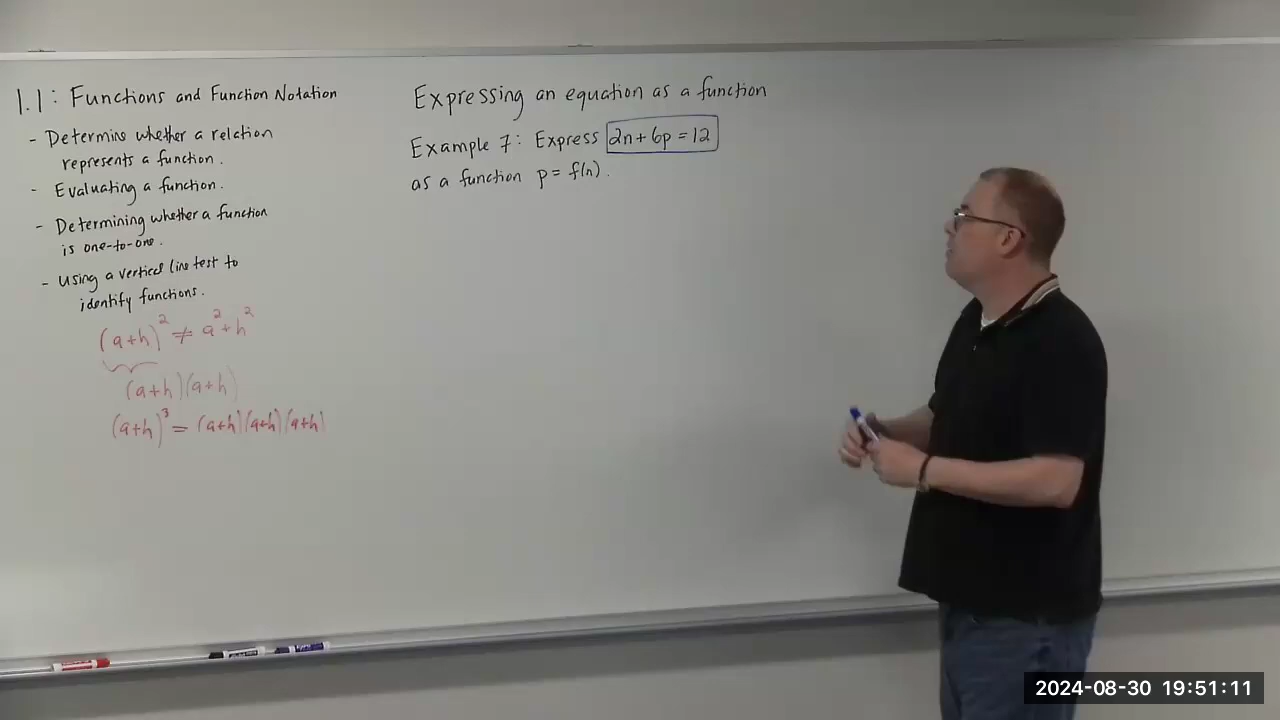 1.1: Functions and Function Notation
- Determine whether a relation
represents a function.
- Evaluating a function.
- Determining whether a function
is one-to-one.
- Using a vertical line test to
identify functions.
(a+h)² ≠ a²+h²
(a+h)(a+h)
(a+h)³ = (a+h)(a+h)(a+h)
Expressing an equation as a function
Example 7: Express 2n+6p=12
as a function p = f(n).
2024-08-30 19:51:11